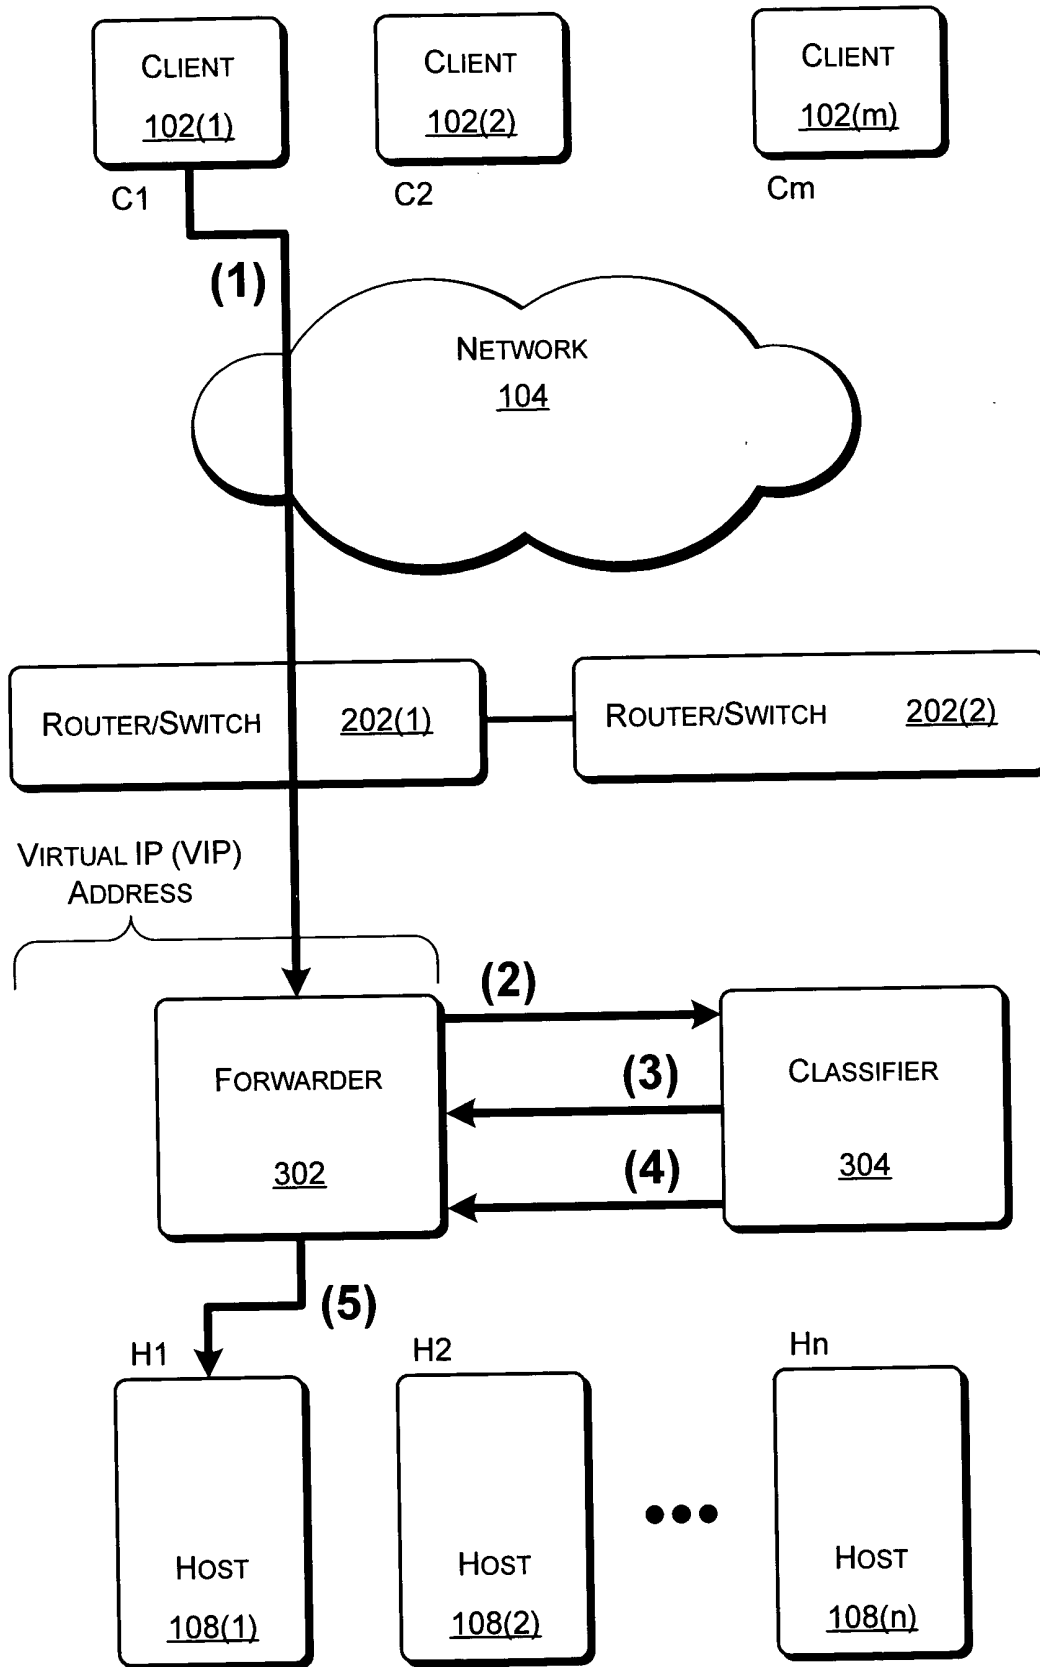 CLIENT
102(1)
CLIENT
102(2)
CLIENT
102(m)
C1
C2
Cm
(1)
NETWORK
104
ROUTER/SWITCH 202(1)
ROUTER/SWITCH 202(2)
VIRTUAL IP (VIP)
ADDRESS
(2)
FORWARDER
302
(3)
(4)
CLASSIFIER
304
(5)
H1
H2
Hn
HOST
108(1)
HOST
108(2)
HOST
108(n)